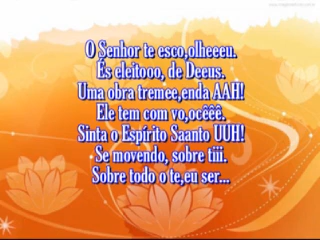 O Senhor te esco,olheeeu.
És eleitooo, de Deeus.
Uma obra tremee,enda AAH!
Ele tem com vo,ocêêê.
Sinta o Espírito Saanto UUH!
Se movendo, sobre tiii.
Sobre todo o te,eu ser...